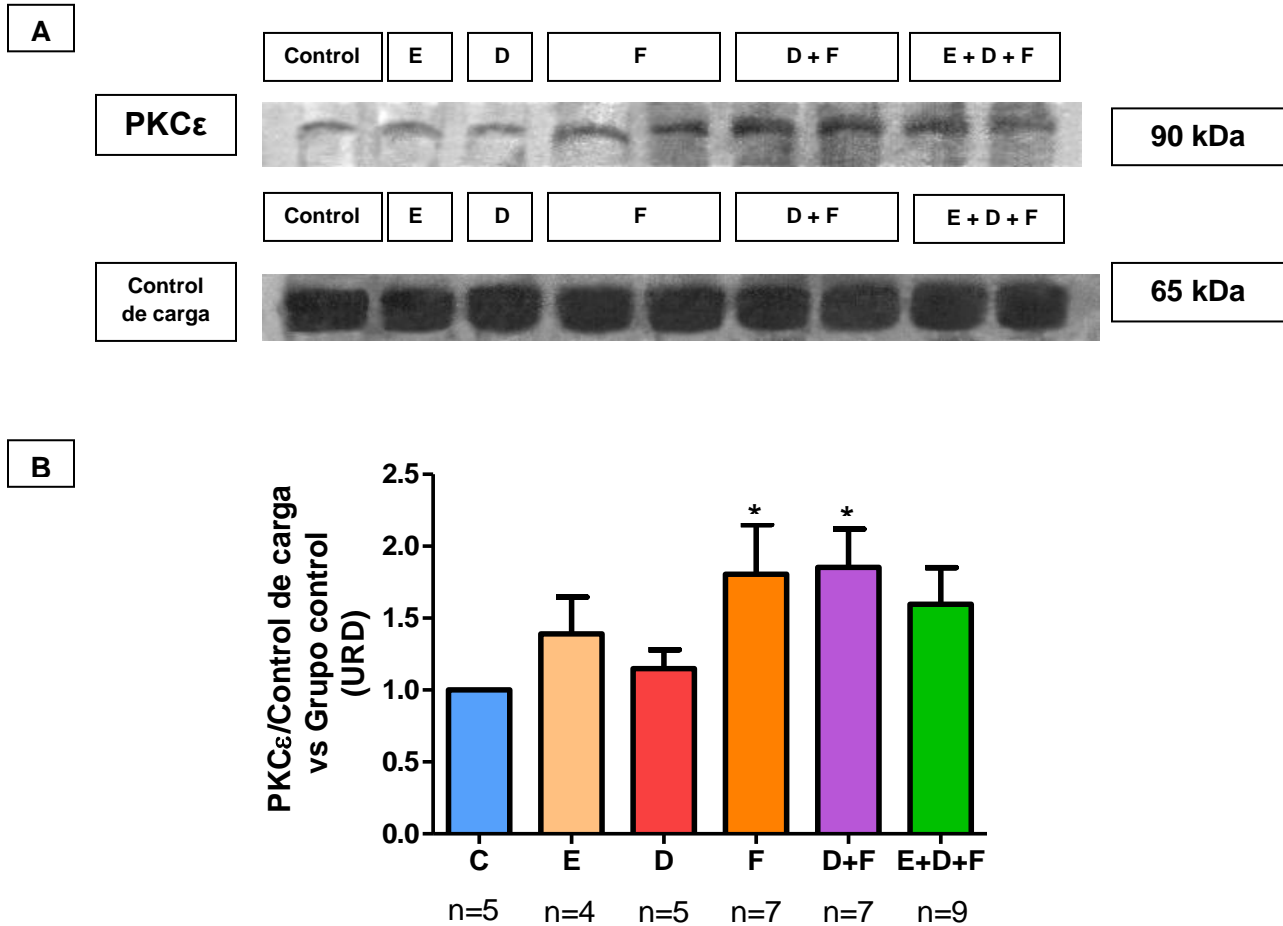 A
Control E D F D + F E + D + F
PKCε
90 kDa
Control E D F D + F E + D + F
Control
de carga
65 kDa
B
PKCε/Control de carga
vs Grupo control
(URD)
2.5
2.0
1.5
1.0
0.5
0.0
* *
C E D F D+F E+D+F
n=5 n=4 n=5 n=7 n=7 n=9